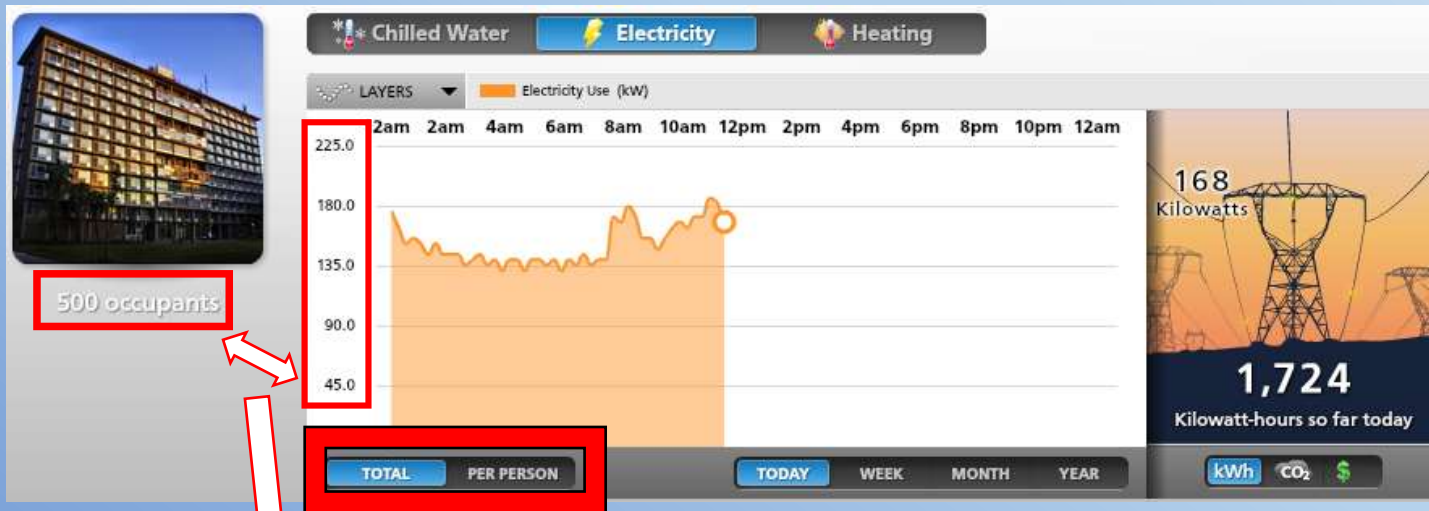 Chilled Water
Electricity
Heating
LAYERS
Electricity Use (kW)
2am 2am 4am 6am 8am 10am 12pm 2pm 4pm 6pm 8pm 10pm 12am
225.0
180.0
135.0
90.0
45.0
500 occupants
168
Kilowatts
1,724
Kilowatt-hours so far today
TOTAL PER PERSON
TODAY WEEK MONTH YEAR
kWh CO₂ $